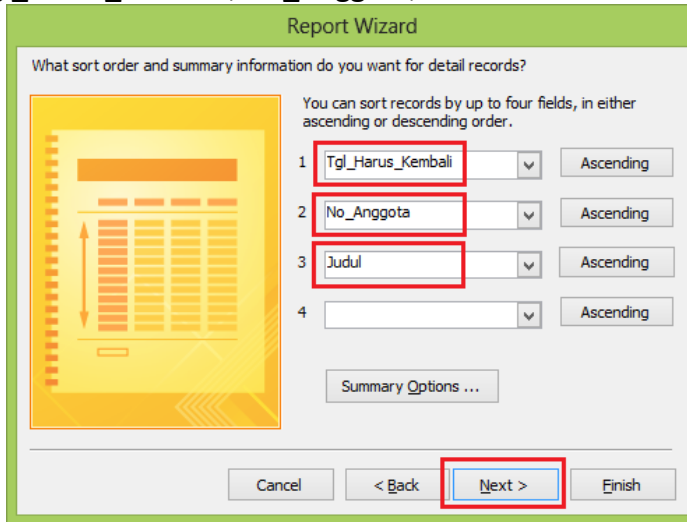 Report Wizard
What sort order and summary information do you want for detail records?
You can sort records by up to four fields, in either
ascending or descending order.
1 Tgl_Harus_Kembali Ascending
2 No_Anggota Ascending
3 Judul Ascending
4 Ascending
Summary Options ...
Cancel < Back Next > Finish